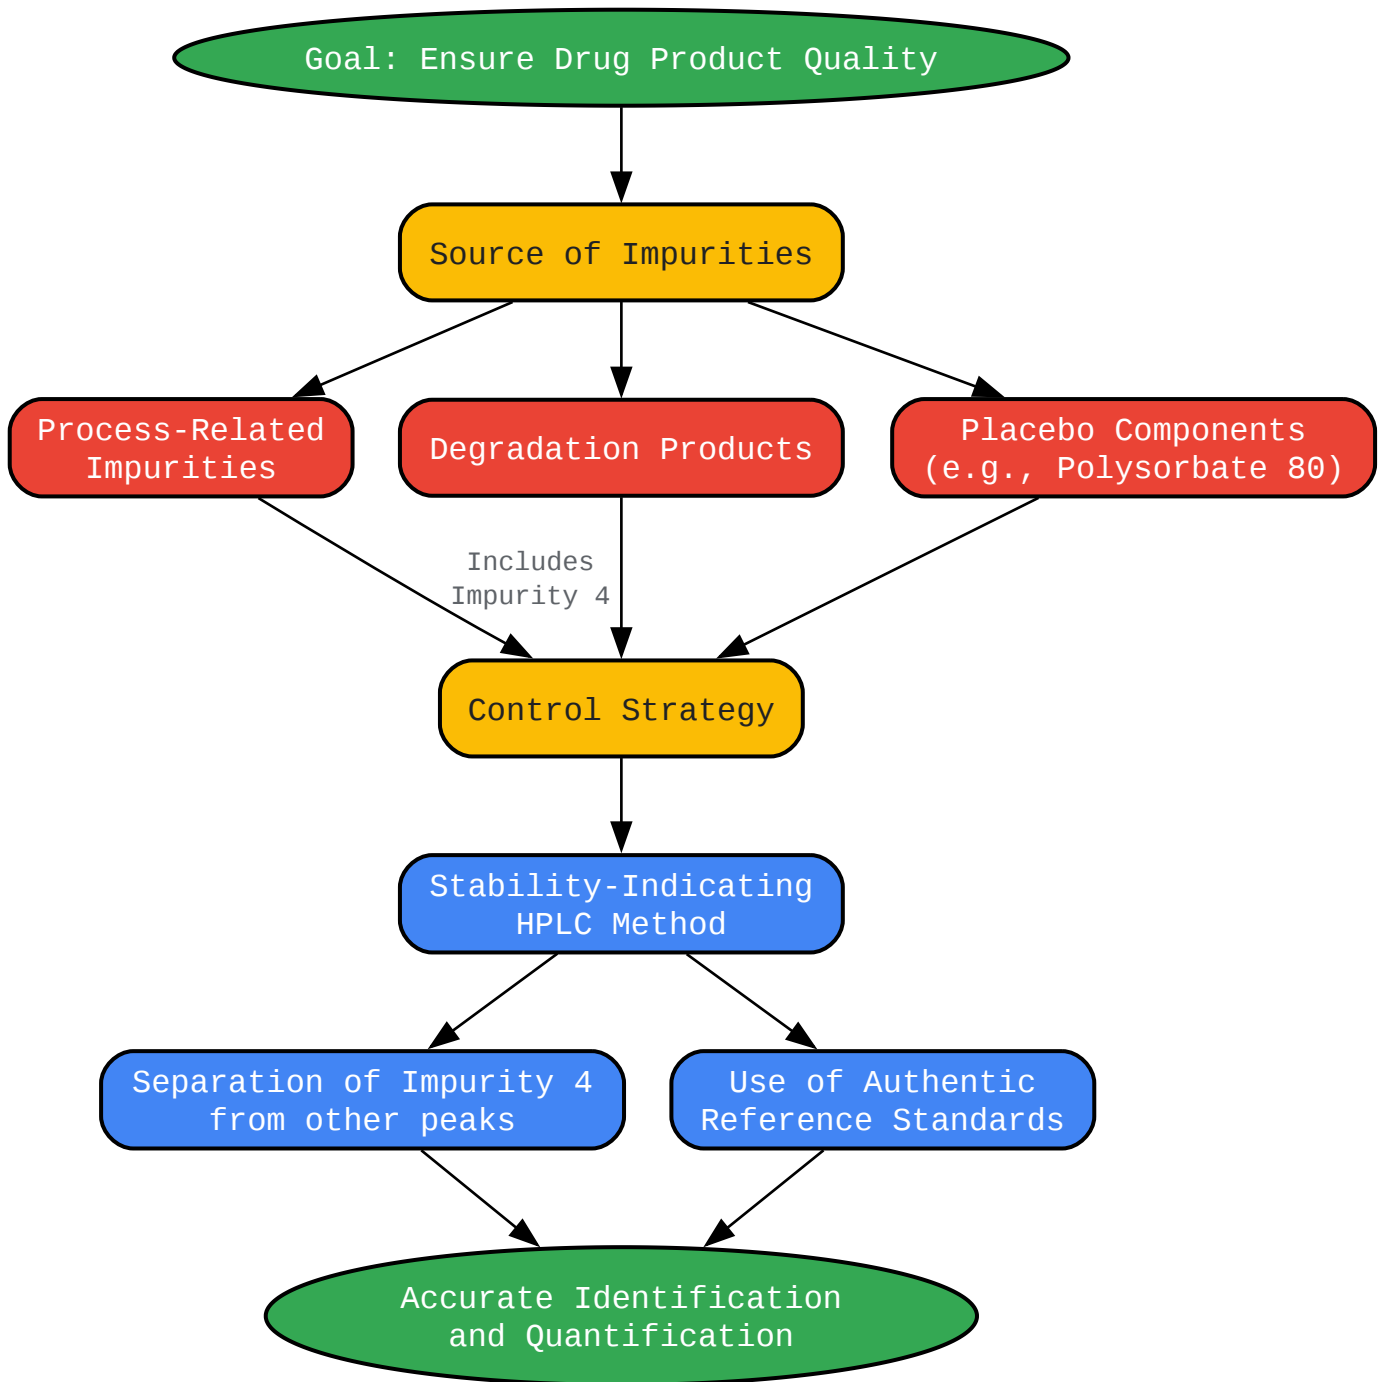 Goal: Ensure Drug Product Quality
Source of Impurities
Process-Related
Impurities
Degradation Products
Placebo Components
(e.g., Polysorbate 80)
Includes
Impurity 4
Control Strategy
Stability-Indicating
HPLC Method
Separation of Impurity 4
from other peaks
Use of Authentic
Reference Standards
Accurate Identification
and Quantification